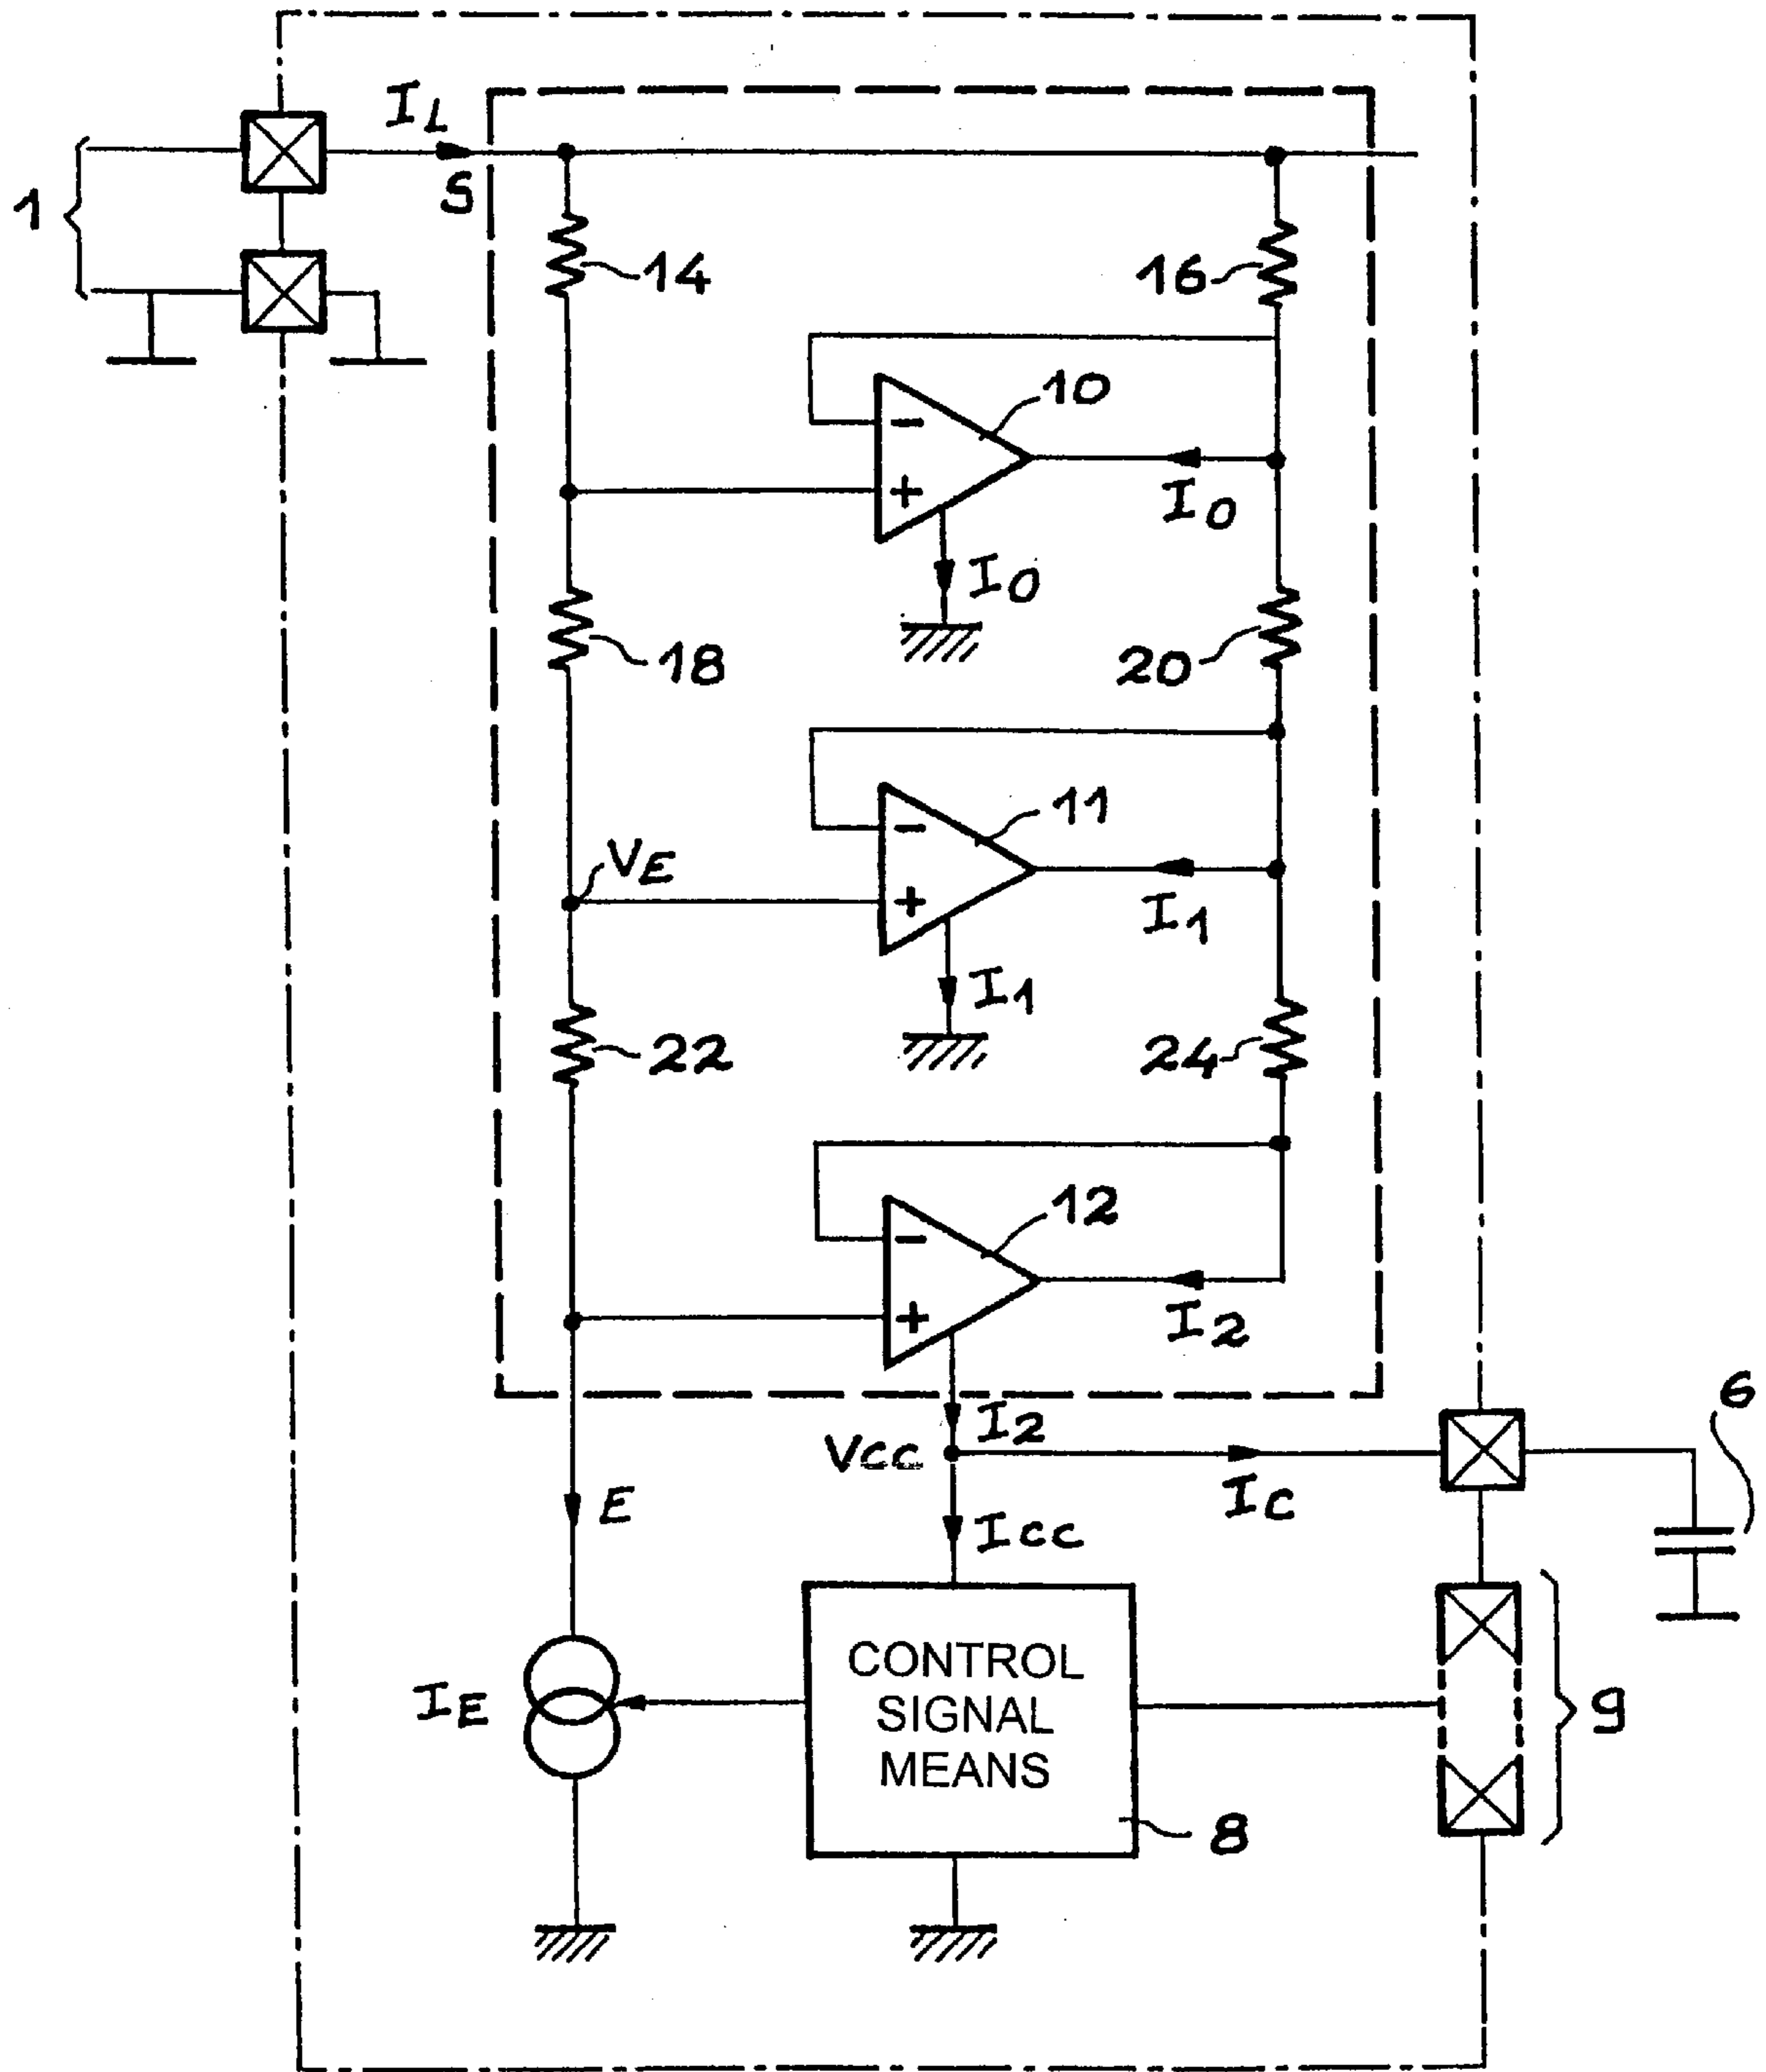 IL
S
1
14
16
10
-
+
I0
I0
18
20
11
VE
-
+
I1
I1
22
24
12
-
+
I2
I2
VCC
6
IC
E
ICC
CONTROL
SIGNAL
MEANS
IE
9
8